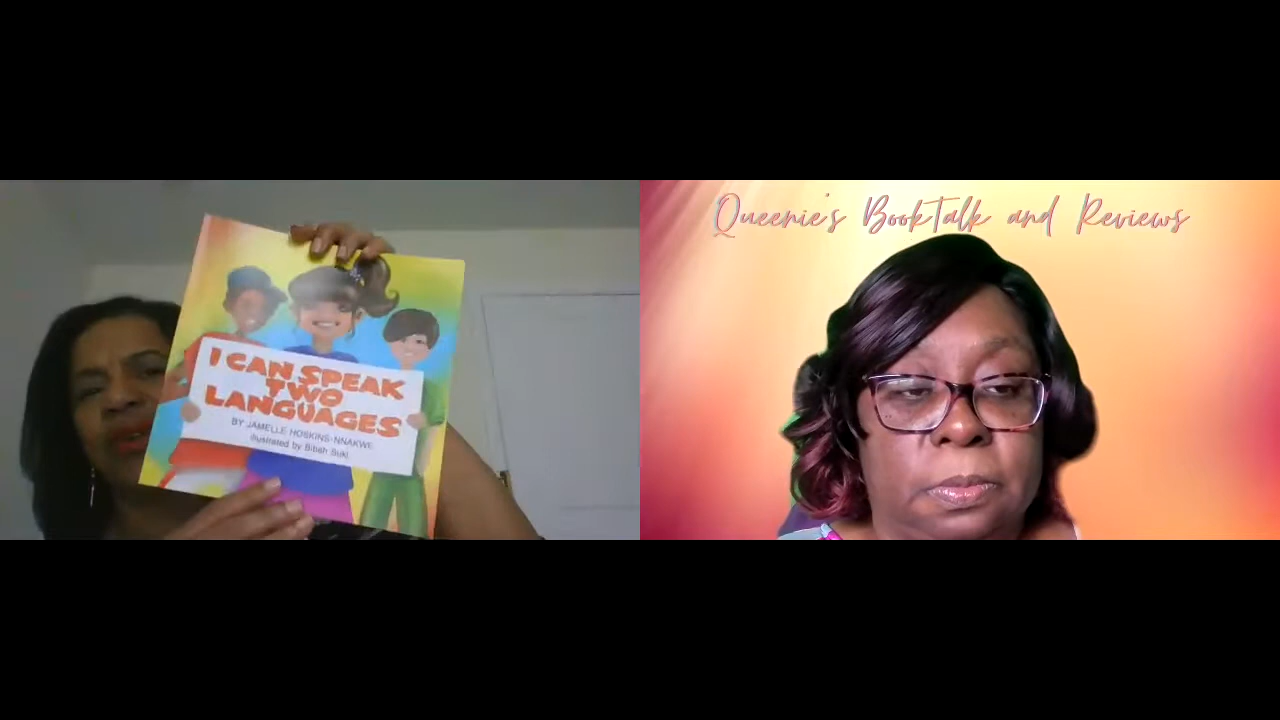 I CAN SPEAK
TWO
LANGUAGES
BY JAMELLE HOSKINS-NNAKWE
Illustrated by Bibah Suki
Queenie's BookTalk and Reviews